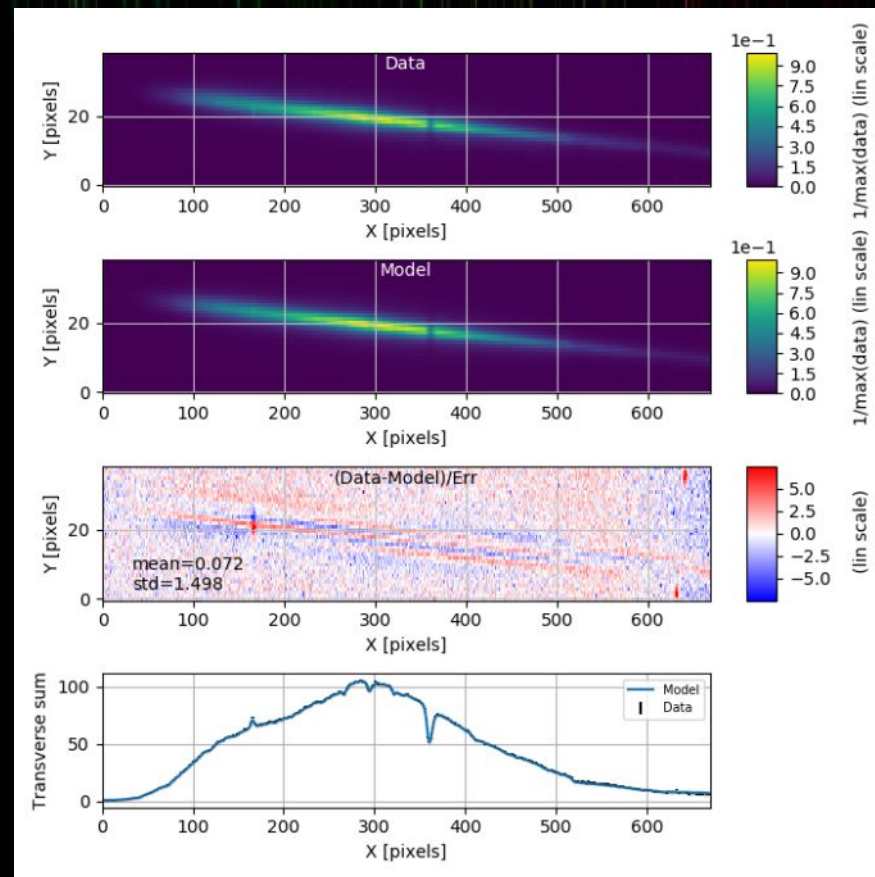 1e−1
Data
9.0
7.5
6.0
4.5
3.0
1.5
0.0
1/max(data) (lin scale)
Y [pixels]
20
0
0 100 200 300 400 500 600
X [pixels]
1e−1
Model
9.0
7.5
6.0
4.5
3.0
1.5
0.0
1/max(data) (lin scale)
Y [pixels]
20
0
0 100 200 300 400 500 600
X [pixels]
(Data-Model)/Err
5.0
2.5
0.0
−2.5
−5.0
(lin scale)
Y [pixels]
20
0
mean=0.072
std=1.498
0 100 200 300 400 500 600
X [pixels]
Transverse sum
100
50
0
Model
Data
0 100 200 300 400 500 600
X [pixels]